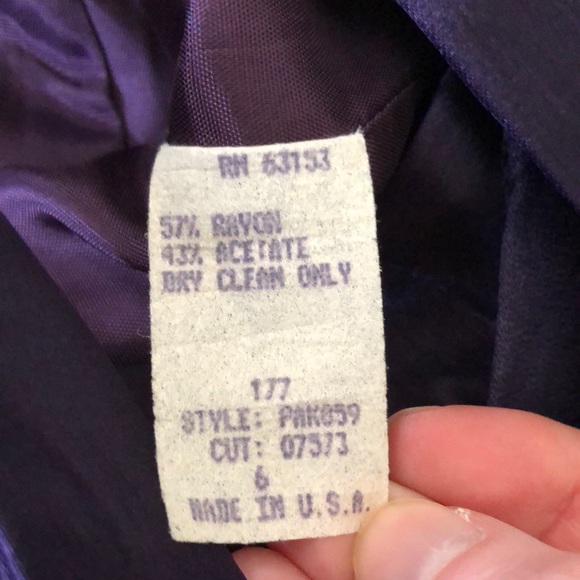 RN 63153
57% RAYON
43% ACETATE
DRY CLEAN ONLY
177
STYLE: PAK059
CUT: 07573
6
MADE IN U.S.A.